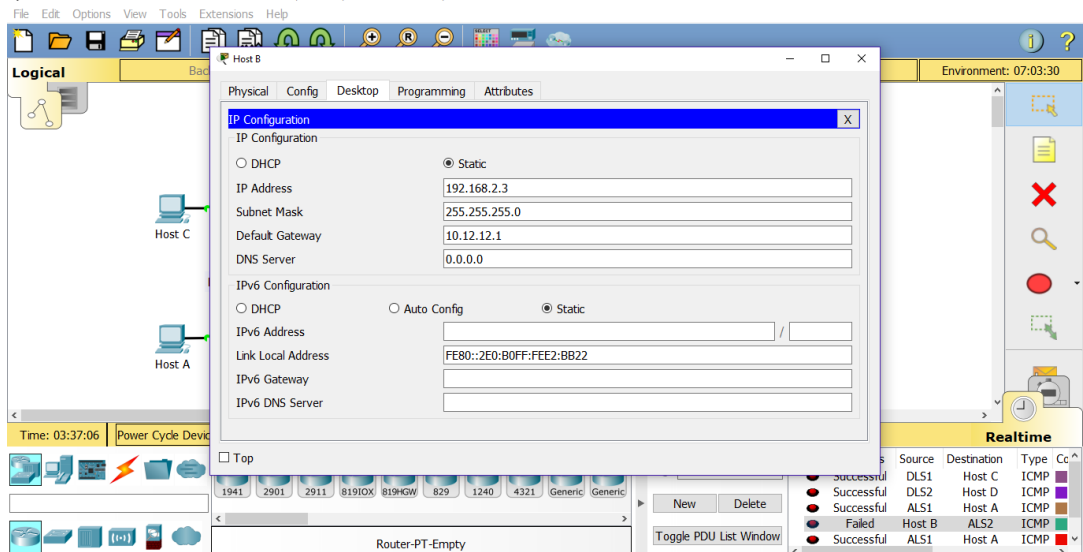 File Edit Options View Tools Extensions Help
Host B
Logical
Bac
Environment: 07:03:30
Physical Config Desktop Programming Attributes
IP Configuration X
IP Configuration
DHCP Static
IP Address 192.168.2.3
Subnet Mask 255.255.255.0
Default Gateway 10.12.12.1
DNS Server 0.0.0.0
IPv6 Configuration
DHCP Auto Config Static
IPv6 Address /
Link Local Address FE80::2E0:B0FF:FEE2:BB22
IPv6 Gateway
IPv6 DNS Server
Top
Host C
Host A
Time: 03:37:06 Power Cycle Devic
Realtime
s Source Destination Type Co
Successful DLS1 Host C ICMP
Successful DLS2 Host D ICMP
Successful ALS1 Host A ICMP
Failed Host B ALS2 ICMP
Successful ALS1 Host A ICMP
1941 2901 2911 819IOX 819HGW 829 1240 4321 Generic Generic
New Delete
Toggle PDU List Window
Router-PT-Empty